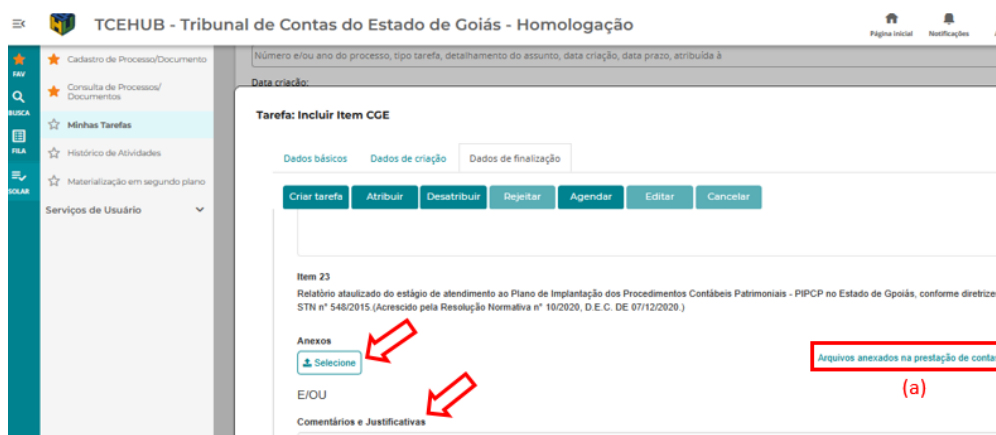 TCEHUB - Tribunal de Contas do Estado de Goiás - Homologação
Página inicial
Notificações
FAV
BUSCA
FILA
SOLAR
Cadastro de Processo/Documento
Consulta de Processos/
Documentos
Minhas Tarefas
Histórico de Atividades
Materialização em segundo plano
Serviços de Usuário
Número e/ou ano do processo, tipo tarefa, detalhamento do assunto, data criação, data prazo, atribuída à
Data criação:
Tarefa: Incluir Item CGE
Dados básicos
Dados de criação
Dados de finalização
Criar tarefa
Atribuir
Desatribuir
Rejeitar
Agendar
Editar
Cancelar
Item 23
Relatório ataulizado do estágio de atendimento ao Plano de Implantação dos Procedimentos Contábeis Patrimoniais - PIPCP no Estado de Gpoiás, conforme diretrize
STN n° 548/2015.(Acrescido pela Resolução Normativa n° 10/2020, D.E.C. DE 07/12/2020.)
Anexos
Selecione
Arquivos anexados na prestação de contas
(a)
E/OU
Comentários e Justificativas